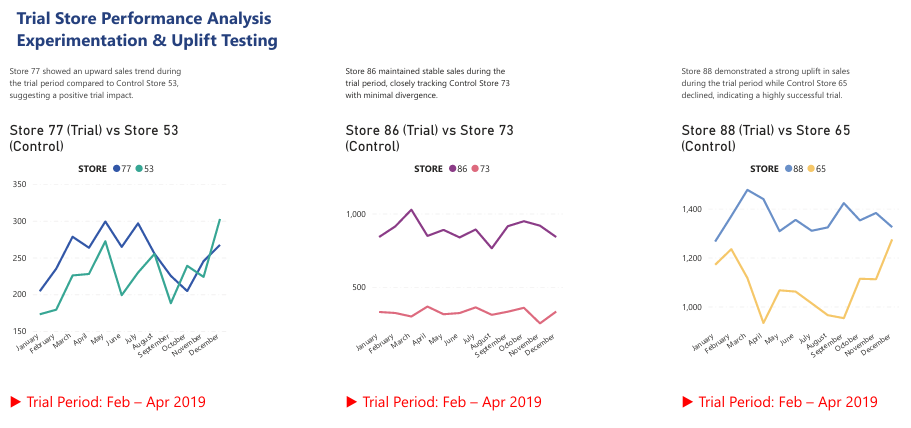 Trial Store Performance Analysis
Experimentation & Uplift Testing
Store 77 showed an upward sales trend during
the trial period compared to Control Store 53,
suggesting a positive trial impact.
Store 77 (Trial) vs Store 53
(Control)
STORE 77 53
350
300
250
200
150
January
February
March
April
May
June
July
August
September
October
November
December
▶ Trial Period: Feb – Apr 2019
Store 86 maintained stable sales during the
trial period, closely tracking Control Store 73
with minimal divergence.
Store 86 (Trial) vs Store 73
(Control)
STORE 86 73
1,000
500
January
February
March
April
May
June
July
August
September
October
November
December
▶ Trial Period: Feb – Apr 2019
Store 88 demonstrated a strong uplift in sales
during the trial period while Control Store 65
declined, indicating a highly successful trial.
Store 88 (Trial) vs Store 65
(Control)
STORE 88 65
1,400
1,200
1,000
January
February
March
April
May
June
July
August
September
October
November
December
▶ Trial Period: Feb – Apr 2019